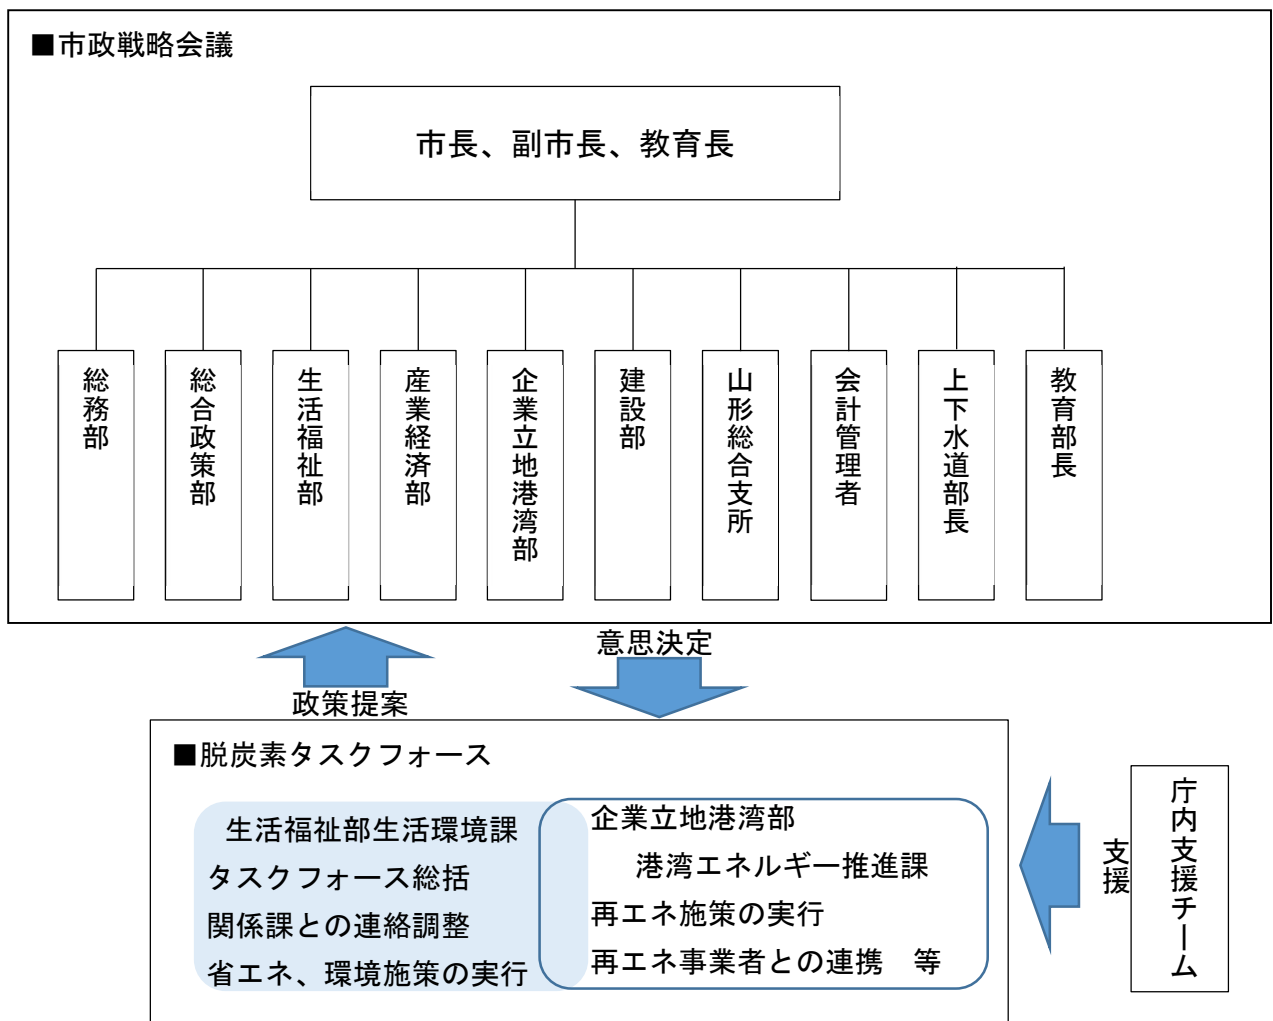 ■市政戦略会議
市長、副市長、教育長
総務部
総合政策部
生活福祉部
産業経済部
企業立地港湾部
建設部
山形総合支所
会計管理者
上下水道部長
教育部長
意思決定
政策提案
■脱炭素タスクフォース
生活福祉部生活環境課
タスクフォース総括
関係課との連絡調整
省エネ、環境施策の実行
企業立地港湾部
港湾エネルギー推進課
再エネ施策の実行
再エネ事業者との連携　等
支援
庁内支援チーム